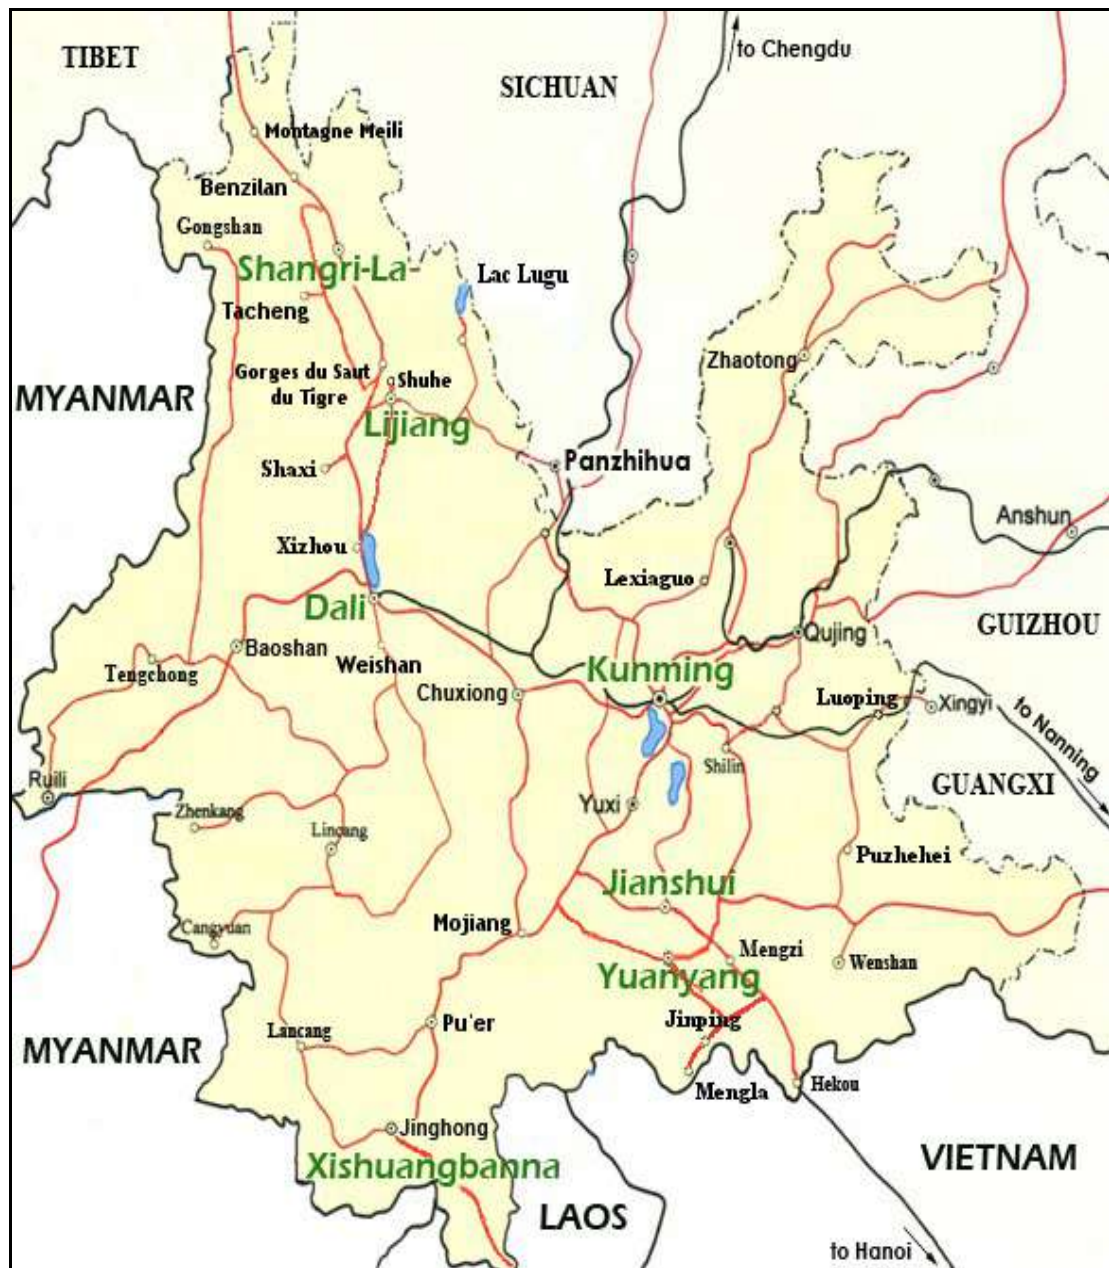 TIBET
to Chengdu
SICHUAN
Montagne Meili
Benzilan
Gongshan
Shangri-La
Lac Lugu
Tacheng
Zhaotong
Gorges du Saut
du Tigre
Shuhe
MYANMAR
Lijiang
Shaxi
Panzhihua
Anshun
Xizhou
Lexiaguo
Dali
GUIZHOU
Qujing
Baoshan
Weishan
Tengchong
Kunming
Chuxiong
Luoping
Xingyi
to Nanning
Shilin
Ruili
GUANGXI
Yuxi
Zhenkang
Lincang
Puzhehei
Jianshui
Mojiang
Cangyuan
Mengzi
Wenshan
Yuanyang
Jinping
Pu'er
Lancang
MYANMAR
Hekou
Mengla
Jinghong
Xishuangbanna
VIETNAM
LAOS
to Hanoi